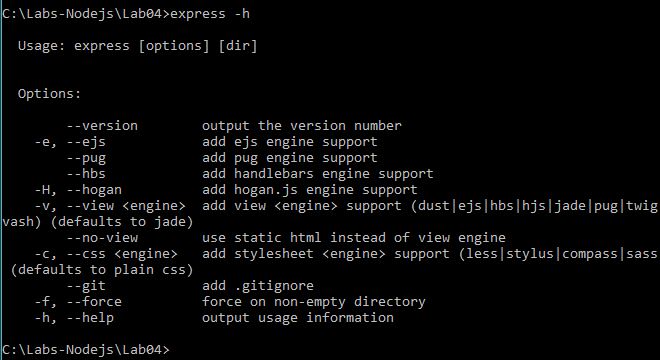 C:\Labs-Nodejs\Lab04>express -h
Usage: express [options] [dir]
Options:
--version output the version number
-e, --ejs add ejs engine support
--pug add pug engine support
--hbs add handlebars engine support
-H, --hogan add hogan.js engine support
-v, --view <engine> add view <engine> support (dust|ejs|hbs|hjs|jade|pug|twig
vash) (defaults to jade)
--no-view use static html instead of view engine
-c, --css <engine> add stylesheet <engine> support (less|stylus|compass|sass
(defaults to plain css)
--git add .gitignore
-f, --force force on non-empty directory
-h, --help output usage information
C:\Labs-Nodejs\Lab04>